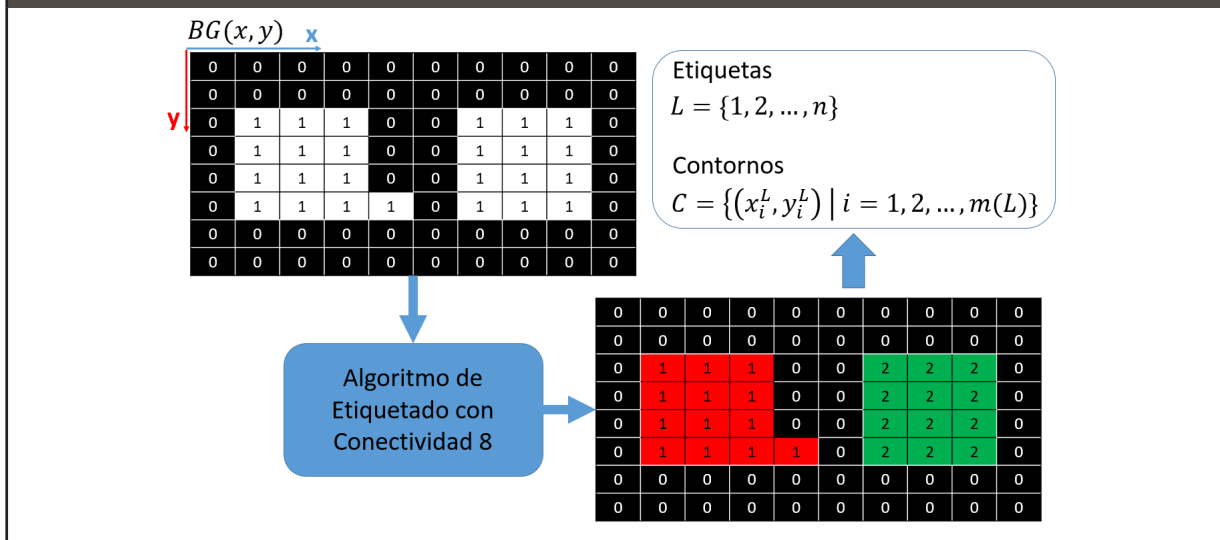 BG(x, y) x
y
0 0 0 0 0 0 0 0 0 0
0 0 0 0 0 0 0 0 0 0
0 1 1 1 0 0 1 1 1 0
0 1 1 1 0 0 1 1 1 0
0 1 1 1 0 0 1 1 1 0
0 1 1 1 1 0 1 1 1 0
0 0 0 0 0 0 0 0 0 0
0 0 0 0 0 0 0 0 0 0
Etiquetas
L = {1, 2, ..., n}
Contornos
C = {(x_i^L, y_i^L) | i = 1, 2, ..., m(L)}
Algoritmo de
Etiquetado con
Conectividad 8
0 0 0 0 0 0 0 0 0 0
0 0 0 0 0 0 0 0 0 0
0 1 1 1 0 0 2 2 2 0
0 1 1 1 0 0 2 2 2 0
0 1 1 1 0 0 2 2 2 0
0 1 1 1 1 0 2 2 2 0
0 0 0 0 0 0 0 0 0 0
0 0 0 0 0 0 0 0 0 0